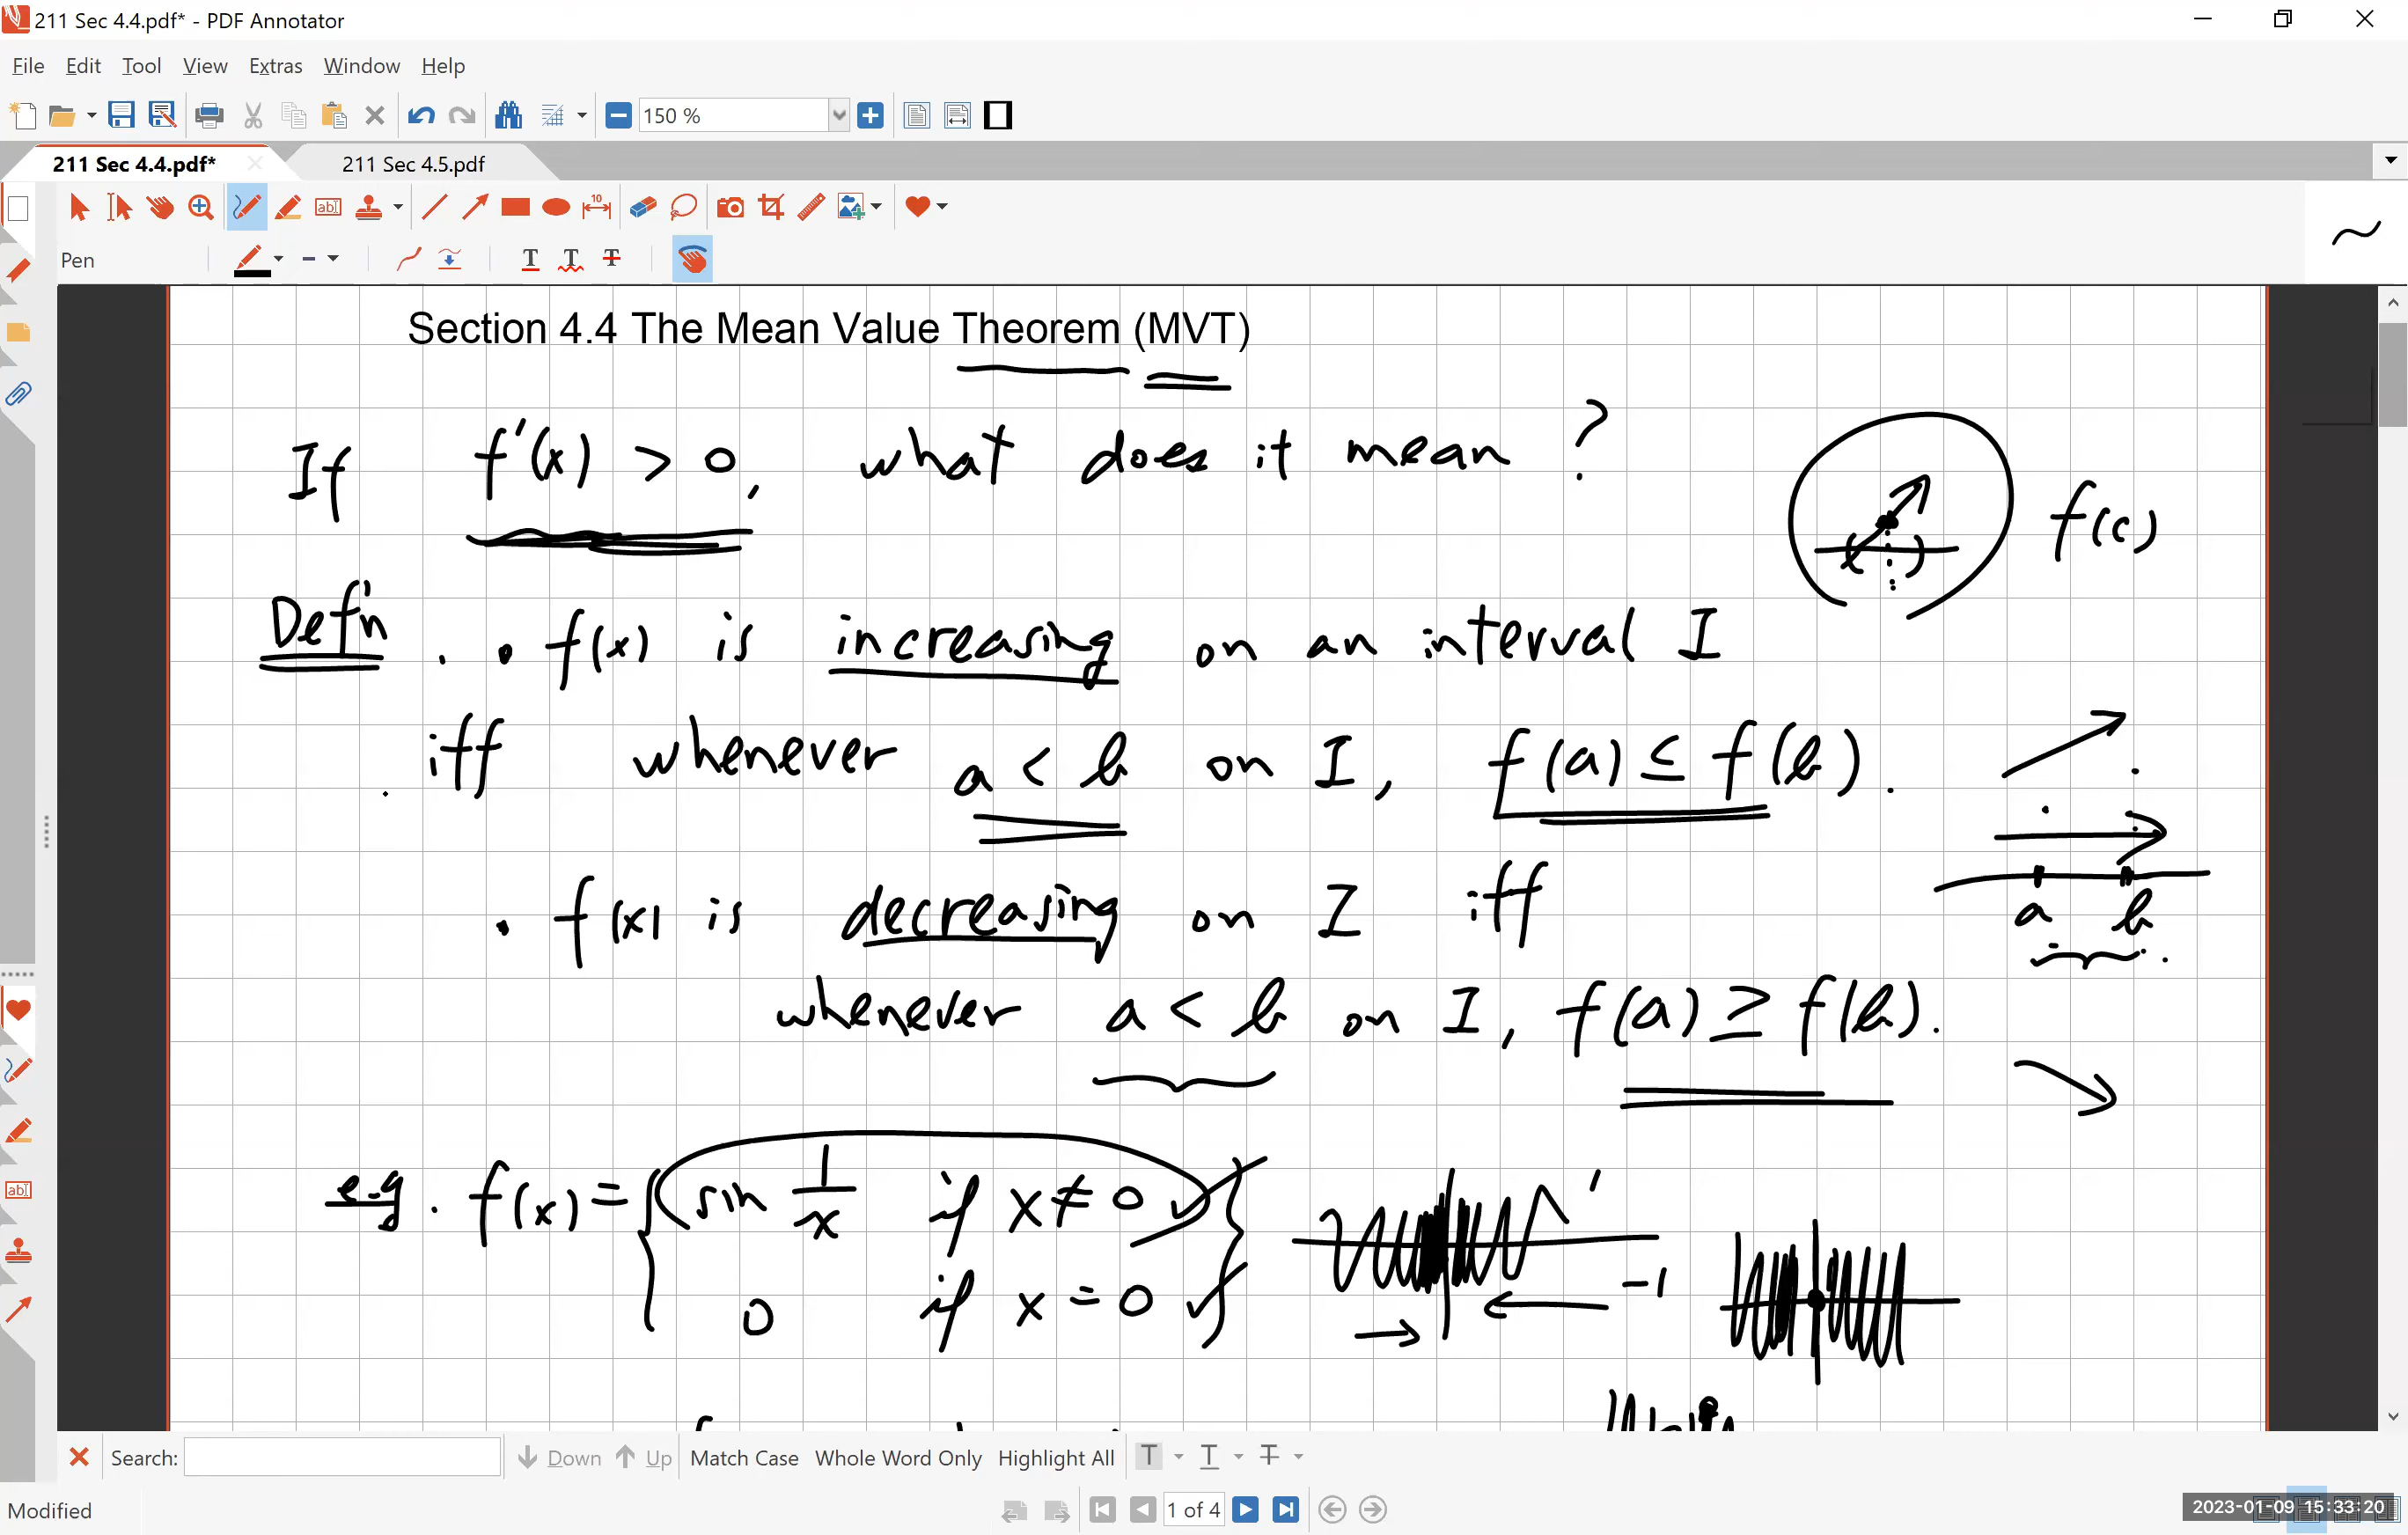 211 Sec 4.4.pdf* - PDF Annotator
File Edit Tool View Extras Window Help
150 %
211 Sec 4.4.pdf* 211 Sec 4.5.pdf
Pen
Section 4.4 The Mean Value Theorem (MVT)
If f'(x) > 0, what does it mean ?
f(c)
Def'n . • f(x) is increasing on an interval I
iff whenever a < b on I, f(a) ≤ f(b).
• f(x) is decreasing on I iff
a b
whenever a < b on I, f(a) ≥ f(b).
e.g. f(x) = { sin 1/x if x ≠ 0
-1
0 if x = 0 }
Search: Down Up Match Case Whole Word Only Highlight All
Modified
1 of 4
2023-01-09 15:33:20